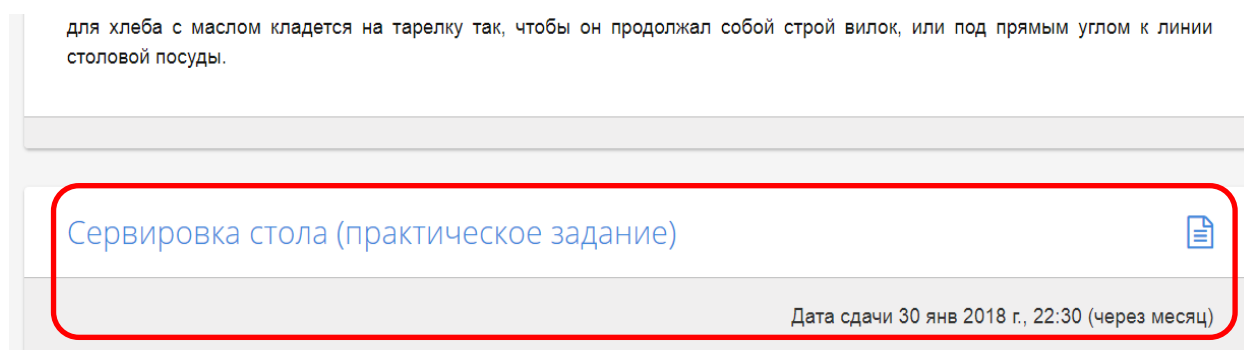 для хлеба с маслом кладется на тарелку так, чтобы он продолжал собой строй вилок, или под прямым углом к линии
столовой посуды.
Сервировка стола (практическое задание)
Дата сдачи 30 янв 2018 г., 22:30 (через месяц)